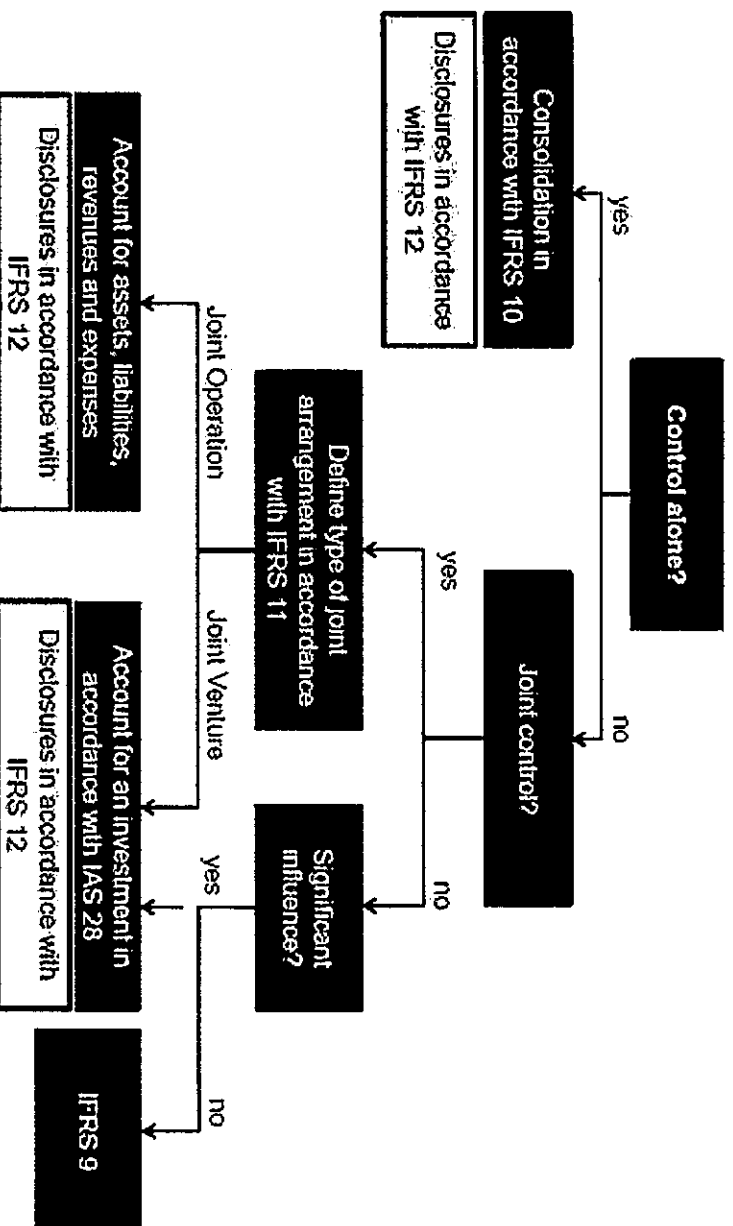 Control alone?
yes
no
Consolidation in
accordance with IFRS 10
Disclosures in accordance
with IFRS 12
Joint control?
yes
no
Define type of joint
arrangement in accordance
with IFRS 11
Significant
influence?
Joint Operation
Joint Venture
yes
no
Account for assets, liabilities,
revenues and expenses
Disclosures in accordance with
IFRS 12
Account for an investment in
accordance with IAS 28
Disclosures in accordance with
IFRS 12
IFRS 9